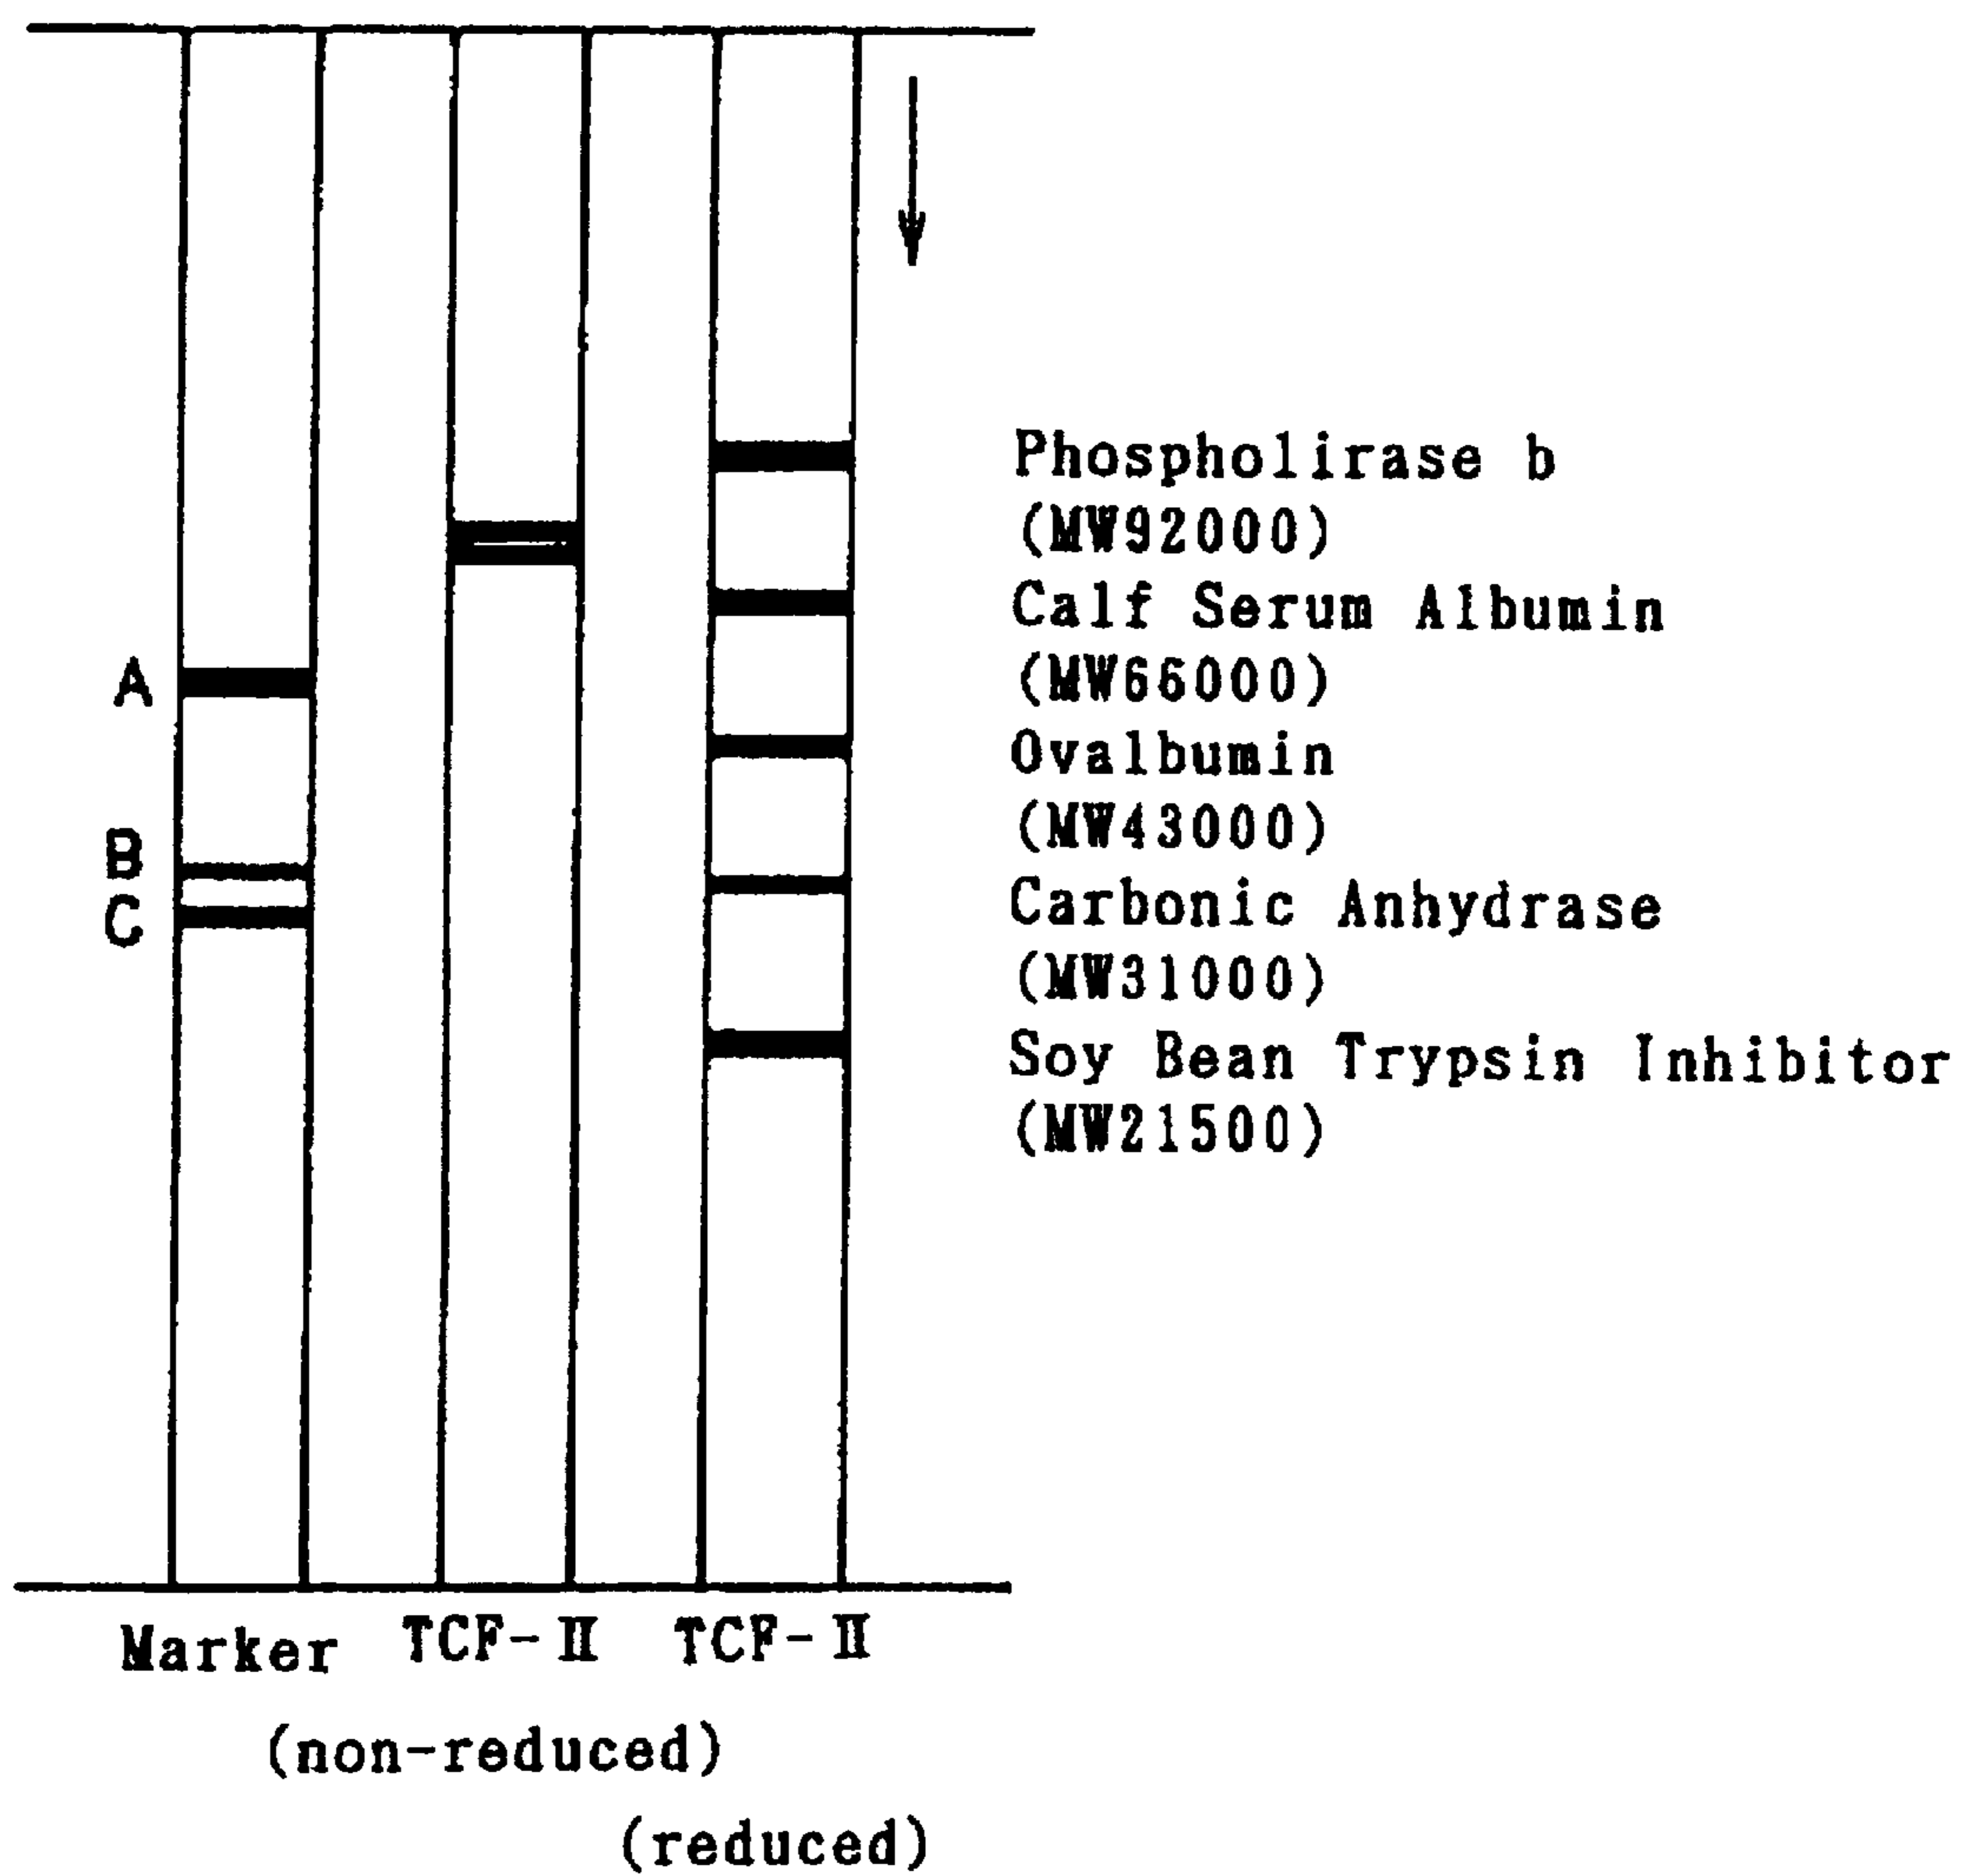 Phospholirase b
(MW92000)
Calf Serum Albumin
(MW66000)
A
Ovalbumin
(MW43000)
B
Carbonic Anhydrase
C
(MW31000)
Soy Bean Trypsin Inhibitor
(MW21500)
Marker TCF-II TCF-II
(non-reduced)
(reduced)